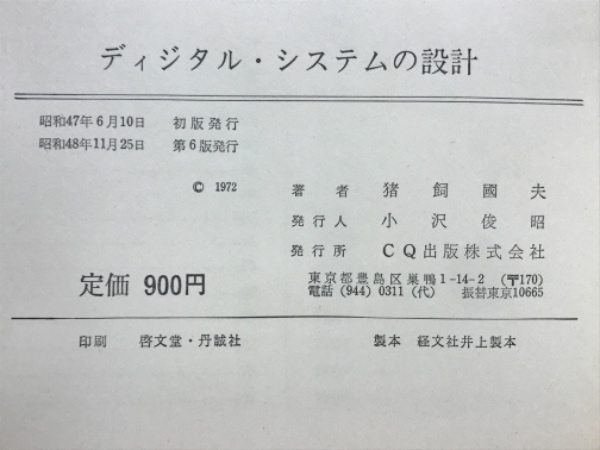 ディジタル・システムの設計
昭和47年6月10日 初版発行
昭和48年11月25日 第6版発行
© 1972
著者 猪飼國夫
発行人 小沢俊昭
発行所 CQ出版株式会社
東京都豊島区巣鴨1-14-2 (〒170)
電話 (944) 0311 (代) 振替東京10665
定価 900円
印刷 啓文堂・丹誠社
製本 経文社井上製本